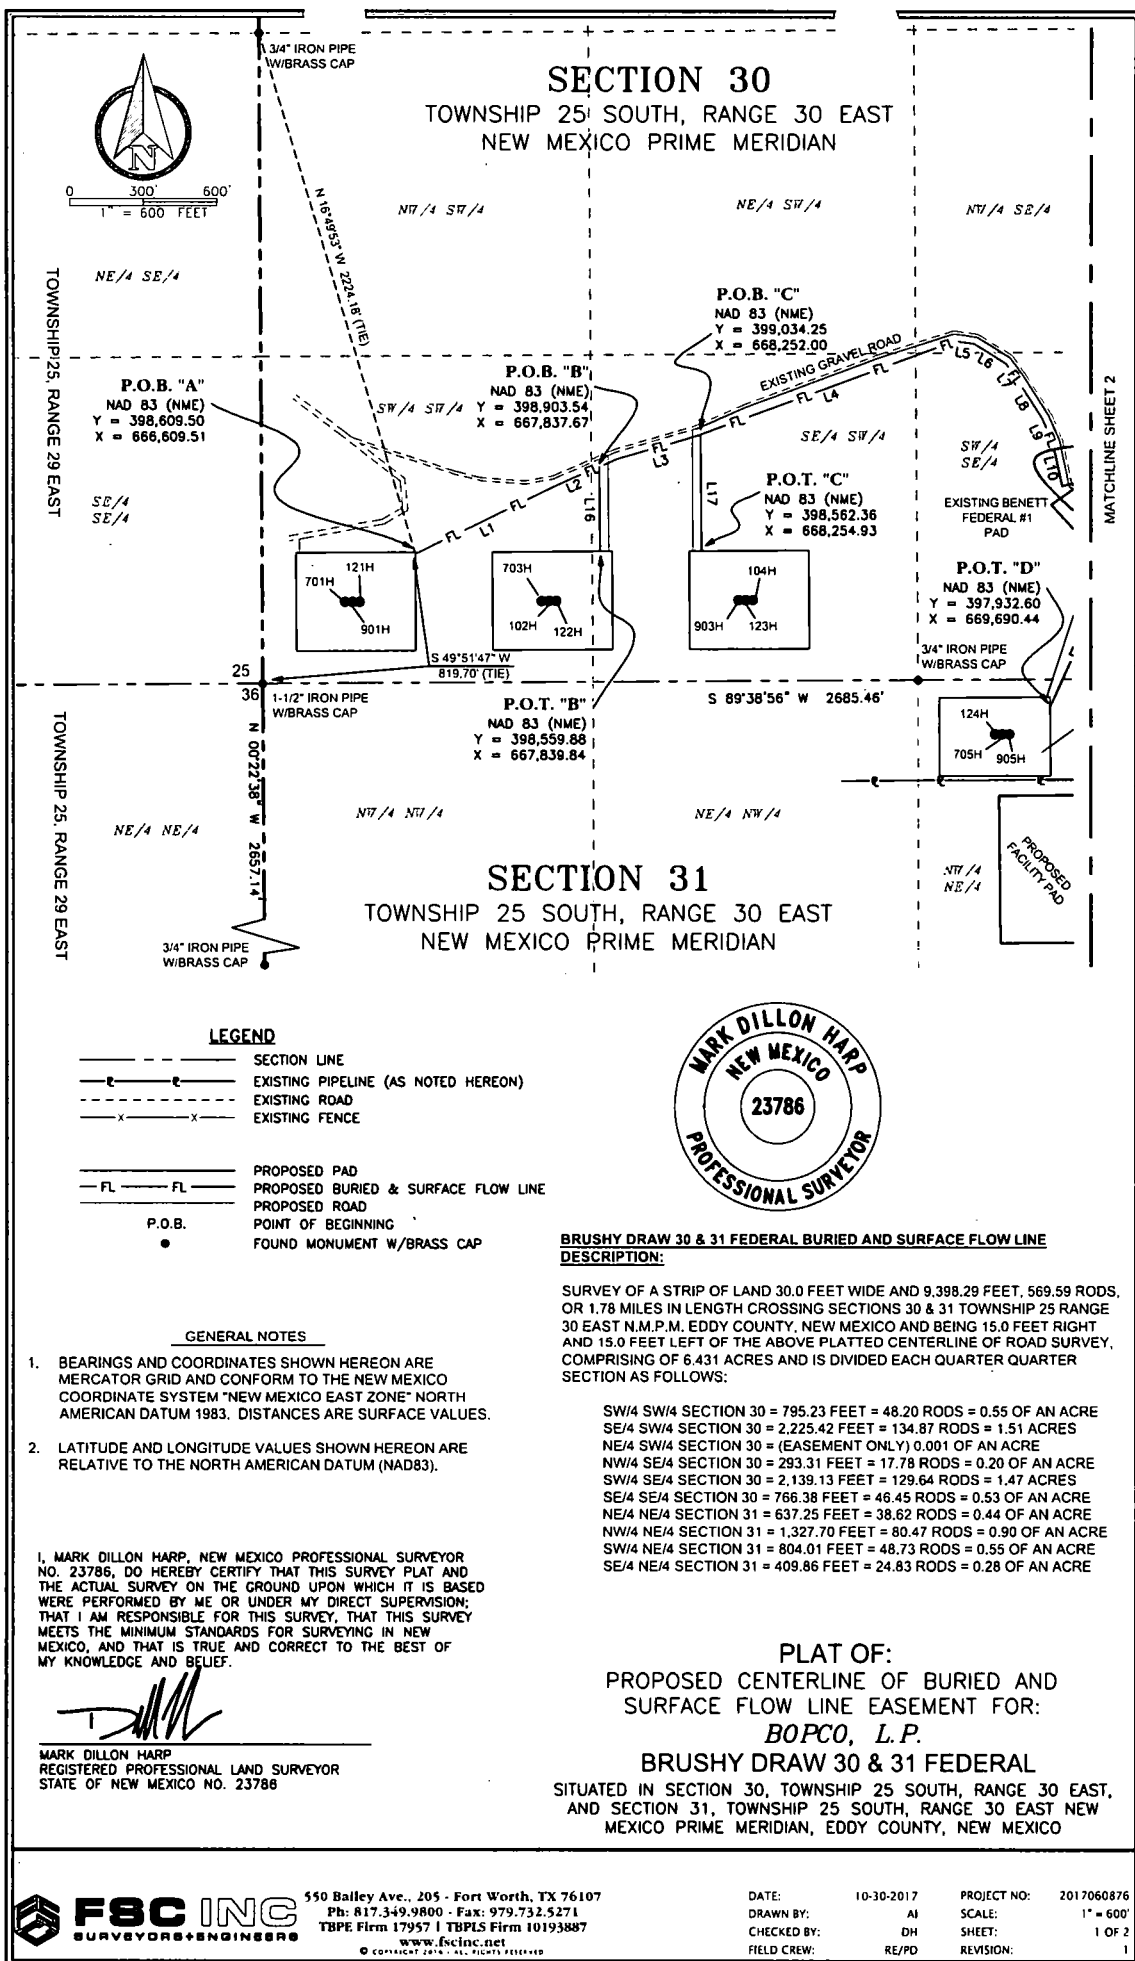 3/4" IRON PIPE
W/BRASS CAP
SECTION 30
TOWNSHIP 25 SOUTH, RANGE 30 EAST
NEW MEXICO PRIME MERIDIAN
N
0 300' 600'
1" = 600 FEET
N 16°49'53" W 2224.18' (TIE)
NW/4 SW/4
NE/4 SW/4
NW/4 SE/4
NE/4 SE/4
TOWNSHIP 25, RANGE 29 EAST
P.O.B. "C"
NAD 83 (NME)
Y = 399,034.25
X = 668,252.00
EXISTING GRAVEL ROAD
P.O.B. "A"
NAD 83 (NME)
Y = 398,609.50
X = 666,609.51
P.O.B. "B"
NAD 83 (NME)
Y = 398,903.54
X = 667,837.67
SW/4 SW/4
SE/4 SW/4
SW/4
SE/4
SE/4
SE/4
FL L1 FL L2 FL L3 FL FL L4 FL FL L5 L6 FL L7 L8 FL L9 L10
L16
L17
MATCHLINE SHEET 2
P.O.T. "C"
NAD 83 (NME)
Y = 398,562.36
X = 668,254.93
EXISTING BENETT
FEDERAL #1
PAD
P.O.T. "D"
NAD 83 (NME)
Y = 397,932.60
X = 669,690.44
3/4" IRON PIPE
W/BRASS CAP
701H 121H
901H
703H
102H 122H
104H
903H 123H
S 49°51'47" W
819.70' (TIE)
25
36
1-1/2" IRON PIPE
W/BRASS CAP
P.O.T. "B"
NAD 83 (NME)
Y = 398,559.88
X = 667,839.84
S 89°38'56" W 2685.46'
124H
705H 905H
TOWNSHIP 25, RANGE 29 EAST
N 00°22'38" W 2657.14'
NE/4 NE/4
NW/4 NW/4
NE/4 NW/4
NW/4
NE/4
PROPOSED
FACILITY PAD
SECTION 31
TOWNSHIP 25 SOUTH, RANGE 30 EAST
NEW MEXICO PRIME MERIDIAN
3/4" IRON PIPE
W/BRASS CAP
LEGEND
SECTION LINE
EXISTING PIPELINE (AS NOTED HEREON)
EXISTING ROAD
x x EXISTING FENCE
PROPOSED PAD
FL FL PROPOSED BURIED & SURFACE FLOW LINE
PROPOSED ROAD
P.O.B. POINT OF BEGINNING
FOUND MONUMENT W/BRASS CAP
MARK DILLON HARP
NEW MEXICO
23786
PROFESSIONAL SURVEYOR
BRUSHY DRAW 30 & 31 FEDERAL BURIED AND SURFACE FLOW LINE
DESCRIPTION:
SURVEY OF A STRIP OF LAND 30.0 FEET WIDE AND 9,398.29 FEET, 569.59 RODS,
OR 1.78 MILES IN LENGTH CROSSING SECTIONS 30 & 31 TOWNSHIP 25 RANGE
30 EAST N.M.P.M. EDDY COUNTY, NEW MEXICO AND BEING 15.0 FEET RIGHT
AND 15.0 FEET LEFT OF THE ABOVE PLATTED CENTERLINE OF ROAD SURVEY,
COMPRISING OF 6.431 ACRES AND IS DIVIDED EACH QUARTER QUARTER
SECTION AS FOLLOWS:
SW/4 SW/4 SECTION 30 = 795.23 FEET = 48.20 RODS = 0.55 OF AN ACRE
SE/4 SW/4 SECTION 30 = 2,225.42 FEET = 134.87 RODS = 1.51 ACRES
NE/4 SW/4 SECTION 30 = (EASEMENT ONLY) 0.001 OF AN ACRE
NW/4 SE/4 SECTION 30 = 293.31 FEET = 17.78 RODS = 0.20 OF AN ACRE
SW/4 SE/4 SECTION 30 = 2,139.13 FEET = 129.64 RODS = 1.47 ACRES
SE/4 SE/4 SECTION 30 = 766.38 FEET = 46.45 RODS = 0.53 OF AN ACRE
NE/4 NE/4 SECTION 31 = 637.25 FEET = 38.62 RODS = 0.44 OF AN ACRE
NW/4 NE/4 SECTION 31 = 1,327.70 FEET = 80.47 RODS = 0.90 OF AN ACRE
SW/4 NE/4 SECTION 31 = 804.01 FEET = 48.73 RODS = 0.55 OF AN ACRE
SE/4 NE/4 SECTION 31 = 409.86 FEET = 24.83 RODS = 0.28 OF AN ACRE
GENERAL NOTES
1. BEARINGS AND COORDINATES SHOWN HEREON ARE
MERCATOR GRID AND CONFORM TO THE NEW MEXICO
COORDINATE SYSTEM "NEW MEXICO EAST ZONE" NORTH
AMERICAN DATUM 1983. DISTANCES ARE SURFACE VALUES.
2. LATITUDE AND LONGITUDE VALUES SHOWN HEREON ARE
RELATIVE TO THE NORTH AMERICAN DATUM (NAD83).
I, MARK DILLON HARP, NEW MEXICO PROFESSIONAL SURVEYOR
NO. 23786, DO HEREBY CERTIFY THAT THIS SURVEY PLAT AND
THE ACTUAL SURVEY ON THE GROUND UPON WHICH IT IS BASED
WERE PERFORMED BY ME OR UNDER MY DIRECT SUPERVISION;
THAT I AM RESPONSIBLE FOR THIS SURVEY, THAT THIS SURVEY
MEETS THE MINIMUM STANDARDS FOR SURVEYING IN NEW
MEXICO, AND THAT IS TRUE AND CORRECT TO THE BEST OF
MY KNOWLEDGE AND BELIEF.
MARK DILLON HARP
REGISTERED PROFESSIONAL LAND SURVEYOR
STATE OF NEW MEXICO NO. 23786
PLAT OF:
PROPOSED CENTERLINE OF BURIED AND
SURFACE FLOW LINE EASEMENT FOR:
BOPCO, L.P.
BRUSHY DRAW 30 & 31 FEDERAL
SITUATED IN SECTION 30, TOWNSHIP 25 SOUTH, RANGE 30 EAST,
AND SECTION 31, TOWNSHIP 25 SOUTH, RANGE 30 EAST NEW
MEXICO PRIME MERIDIAN, EDDY COUNTY, NEW MEXICO
FSC INC
SURVEYORS+ENGINEERS
550 Bailey Ave., 205 - Fort Worth, TX 76107
Ph: 817.349.9800 - Fax: 979.732.5271
TBPE Firm 17957 | TBPLS Firm 10193887
www.fscinc.net
© COPYRIGHT 2016 - ALL RIGHTS RESERVED
DATE: 10-30-2017 PROJECT NO: 2017060876
DRAWN BY: AI SCALE: 1" = 600'
CHECKED BY: DH SHEET: 1 OF 2
FIELD CREW: RE/PD REVISION: 1